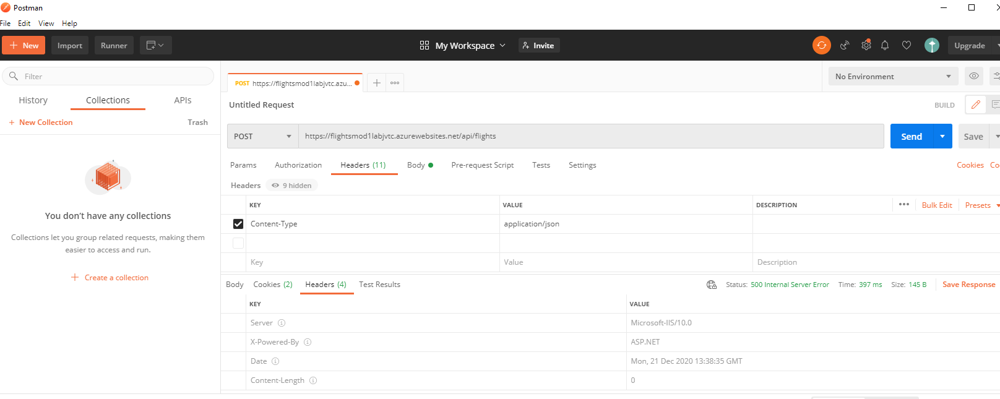 Postman
File Edit View Help
New Import Runner My Workspace Invite Upgrade
Filter
History Collections APIs
New Collection Trash
You don't have any collections
Collections let you group related requests, making them
easier to access and run.
Create a collection
POST https://flightsmod1labjvtc.azu...
No Environment
Untitled Request
BUILD
POST https://flightsmod1labjvtc.azurewebsites.net/api/flights Send Save
Params Authorization Headers (11) Body Pre-request Script Tests Settings Cookies Co
Headers 9 hidden
KEY VALUE DESCRIPTION Bulk Edit Presets
Content-Type application/json
Key Value Description
Body Cookies (2) Headers (4) Test Results Status: 500 Internal Server Error Time: 397 ms Size: 145 B Save Response
KEY VALUE
Server Microsoft-IIS/10.0
X-Powered-By ASP.NET
Date Mon, 21 Dec 2020 13:38:35 GMT
Content-Length 0